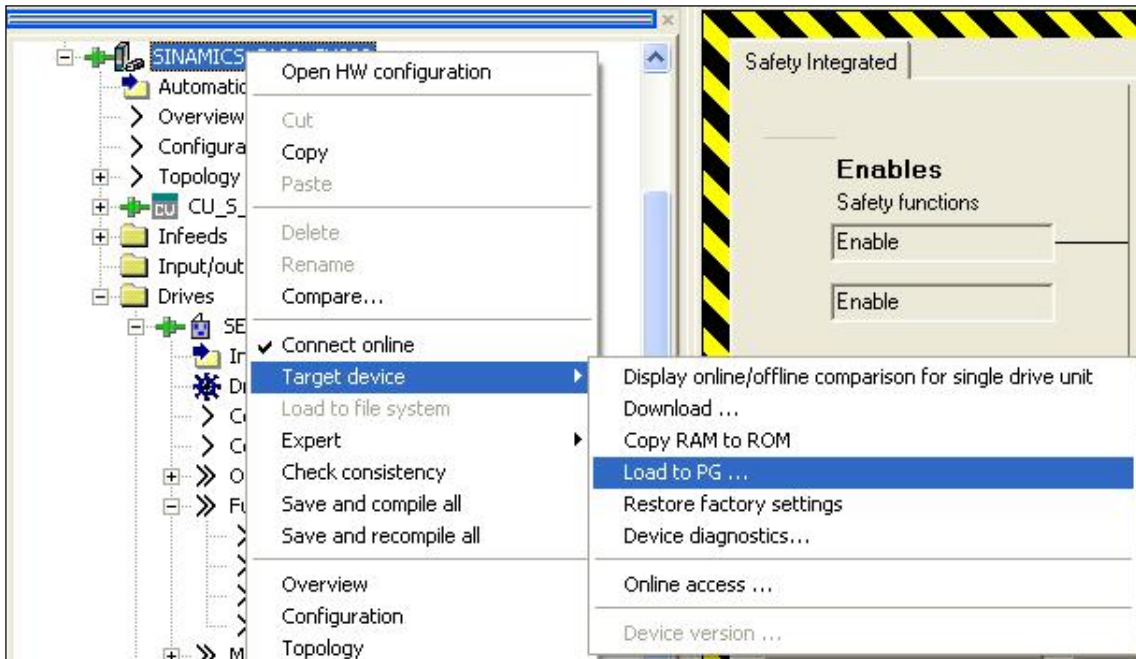 SINAMICS
Automatic
Overview
Configura
Topology
CU_S_
CU
Infeeds
Input/out
Drives
SE
In
D
C
C
O
Fu
M
Open HW configuration
Cut
Copy
Paste
Delete
Rename
Compare...
Connect online
Target device
Load to file system
Expert
Check consistency
Save and compile all
Save and recompile all
Overview
Configuration
Topology
Display online/offline comparison for single drive unit
Download ...
Copy RAM to ROM
Load to PG ...
Restore factory settings
Device diagnostics...
Online access ...
Device version ...
Safety Integrated
Enables
Safety functions
Enable
Enable